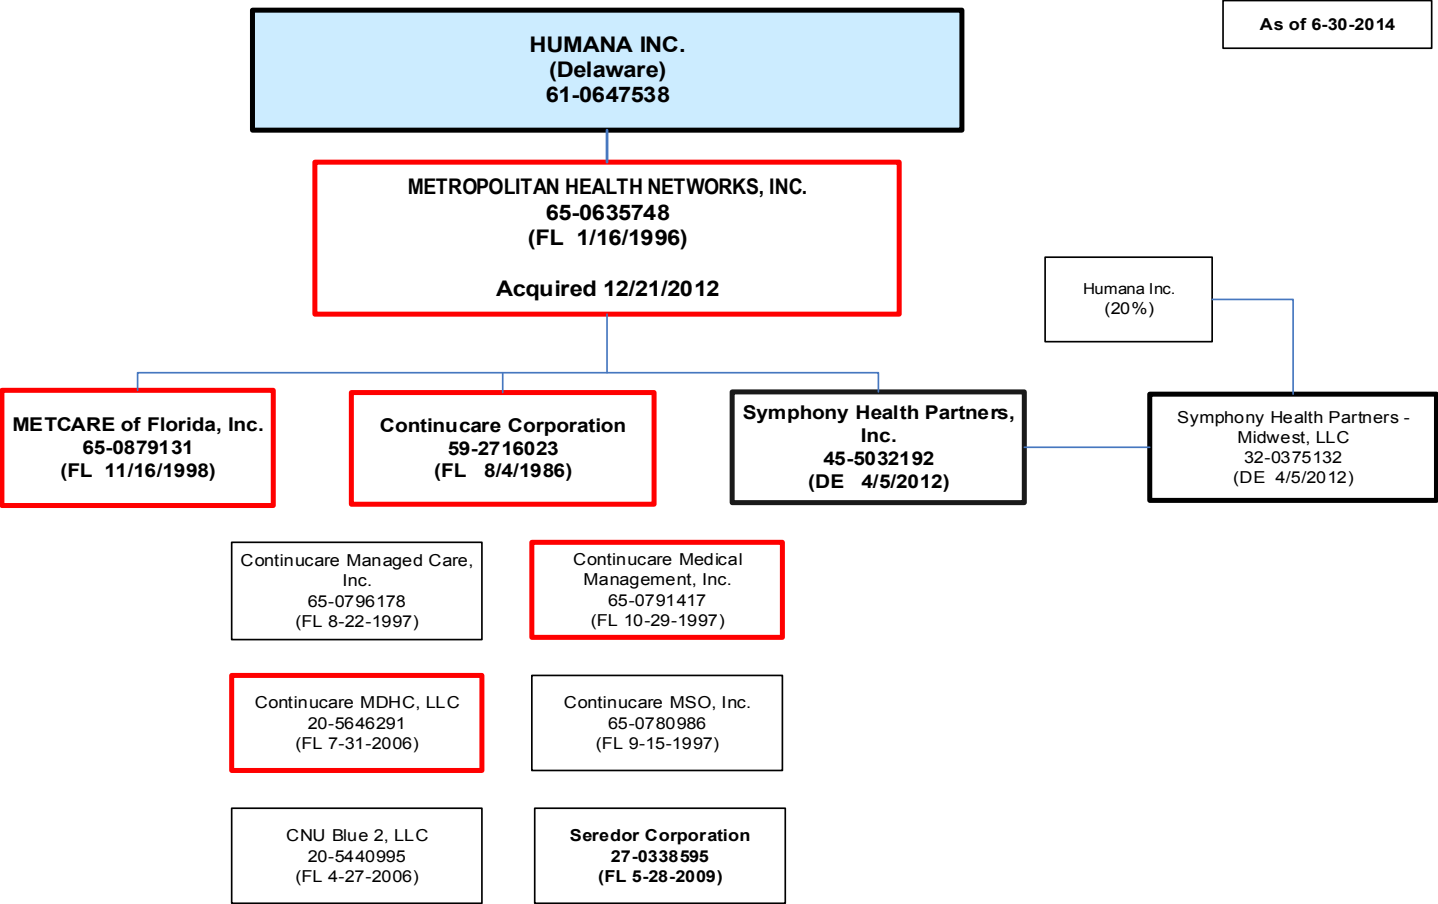 As of 6-30-2014
HUMANA INC.
(Delaware)
61-0647538
METROPOLITAN HEALTH NETWORKS, INC.
65-0635748
(FL 1/16/1996)
Acquired 12/21/2012
Humana Inc.
(20%)
METCARE of Florida, Inc.
65-0879131
(FL 11/16/1998)
Continucare Corporation
59-2716023
(FL 8/4/1986)
Symphony Health Partners,
Inc.
45-5032192
(DE 4/5/2012)
Symphony Health Partners -
Midwest, LLC
32-0375132
(DE 4/5/2012)
Continucare Managed Care,
Inc.
65-0796178
(FL 8-22-1997)
Continucare Medical
Management, Inc.
65-0791417
(FL 10-29-1997)
Continucare MDHC, LLC
20-5646291
(FL 7-31-2006)
Continucare MSO, Inc.
65-0780986
(FL 9-15-1997)
CNU Blue 2, LLC
20-5440995
(FL 4-27-2006)
Seredor Corporation
27-0338595
(FL 5-28-2009)